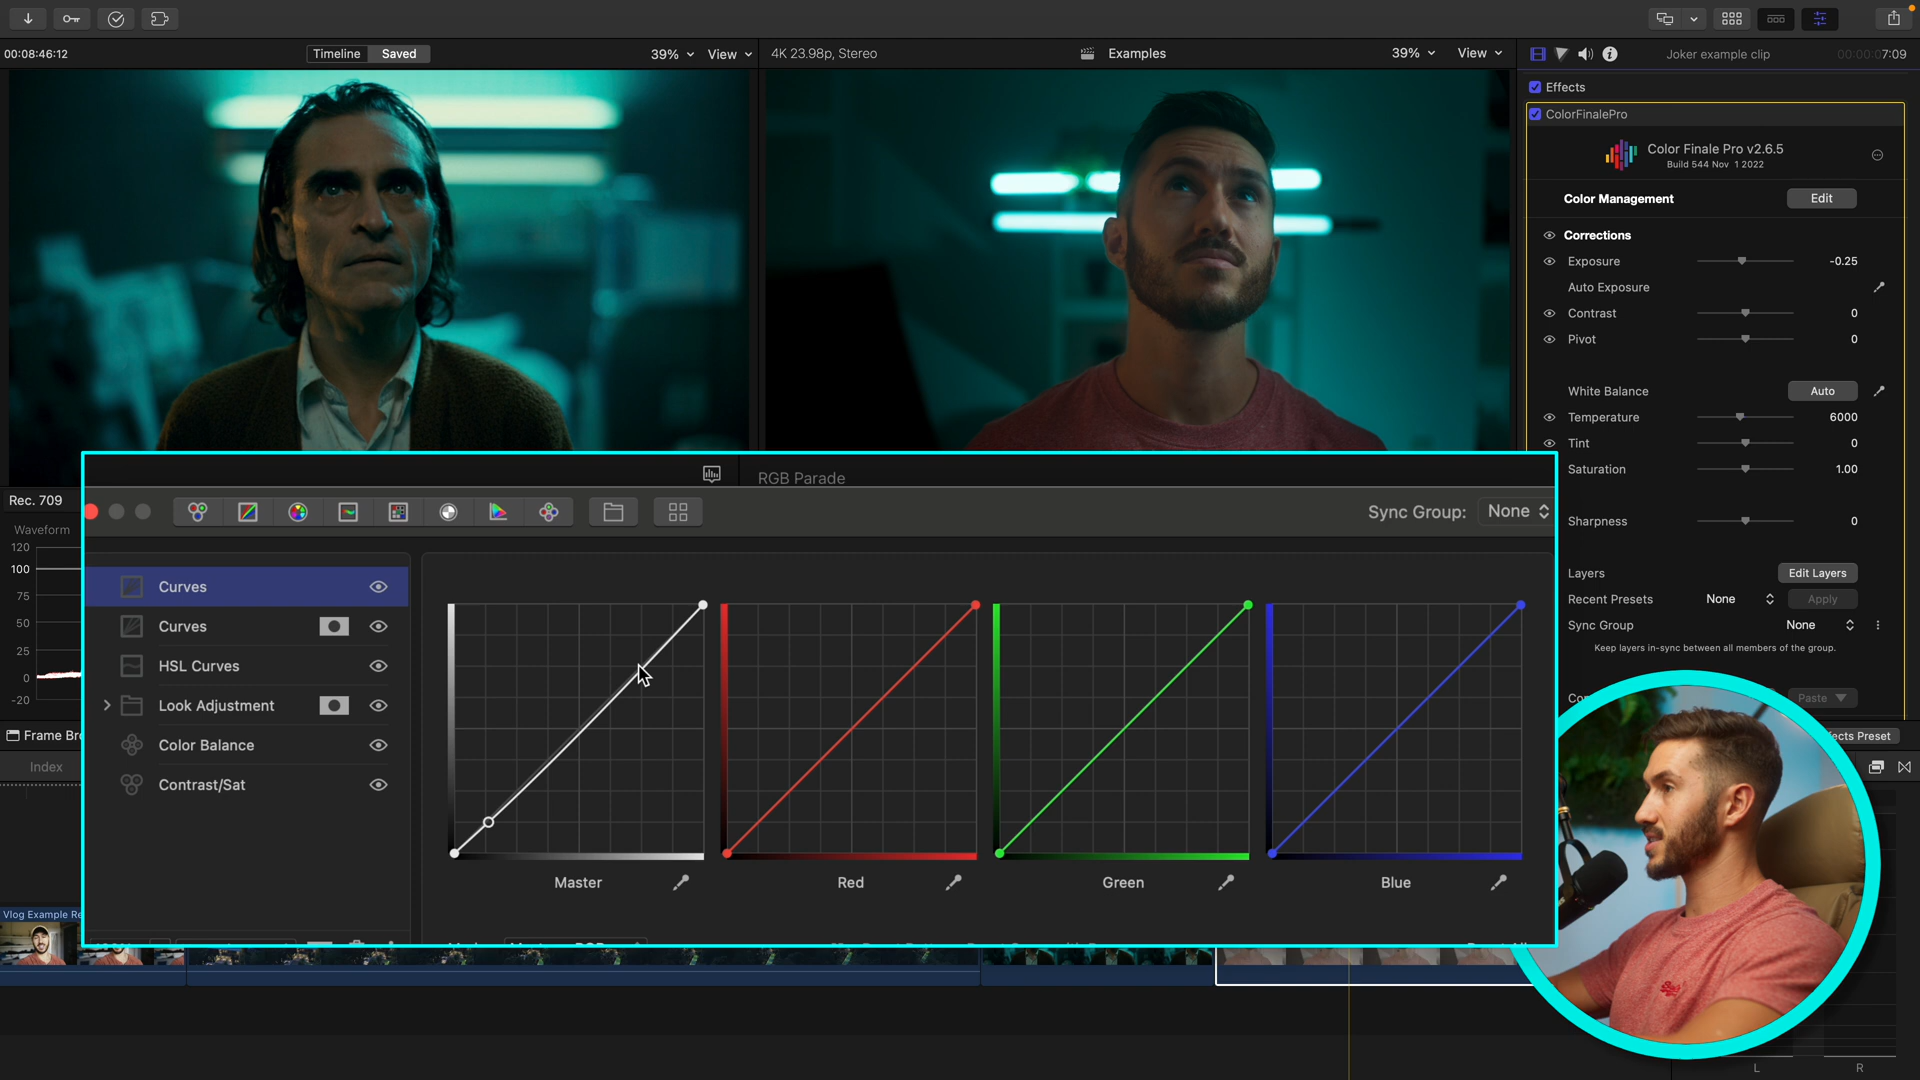 00:08:46:12
Timeline
Saved
39%
View
4K 23.98p, Stereo
Examples
39%
View
Joker example clip
00:00:07:09
Effects
ColorFinalePro
Color Finale Pro v2.6.5
Build 544 Nov 1 2022
Color Management
Edit
Corrections
Exposure
-0.25
Auto Exposure
Contrast
0
Pivot
0
White Balance
Auto
Temperature
6000
Tint
0
Saturation
1.00
Sharpness
0
Layers
Edit Layers
Recent Presets
None
Apply
Sync Group
None
Keep layers in-sync between all members of the group.
Paste
RGB Parade
Rec. 709
Sync Group:
None
Waveform
120
100
75
50
25
0
-20
Curves
Curves
HSL Curves
Look Adjustment
Color Balance
Contrast/Sat
Master
Red
Green
Blue
Frame
Index
Preset
Vlog Example
L
R